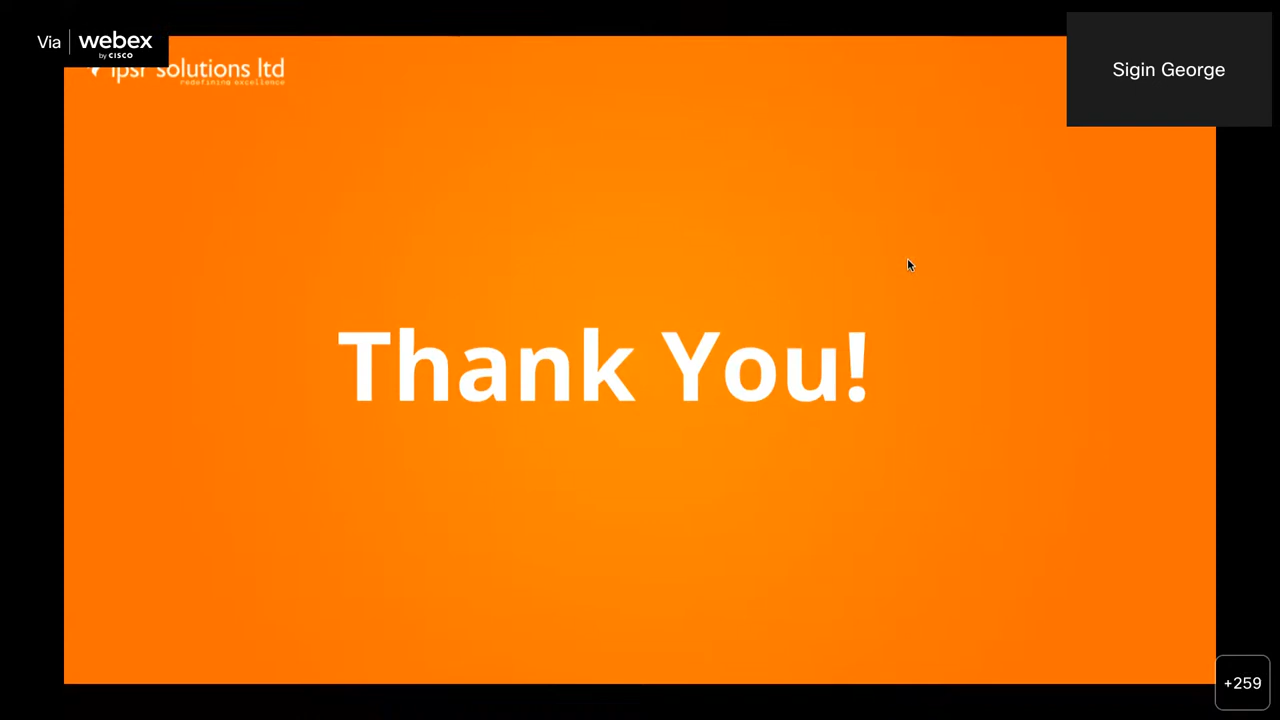 Via webex
by CISCO
ipsr solutions ltd
redefining excellence
Sigin George
Thank You!
+259